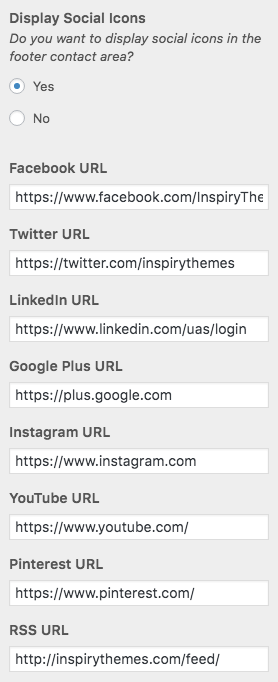 Display Social Icons
Do you want to display social icons in the
footer contact area?
Yes
No
Facebook URL
https://www.facebook.com/InspiryThe
Twitter URL
https://twitter.com/inspirythemes
LinkedIn URL
https://www.linkedin.com/uas/login
Google Plus URL
https://plus.google.com
Instagram URL
https://www.instagram.com
YouTube URL
https://www.youtube.com/
Pinterest URL
https://www.pinterest.com/
RSS URL
http://inspirythemes.com/feed/